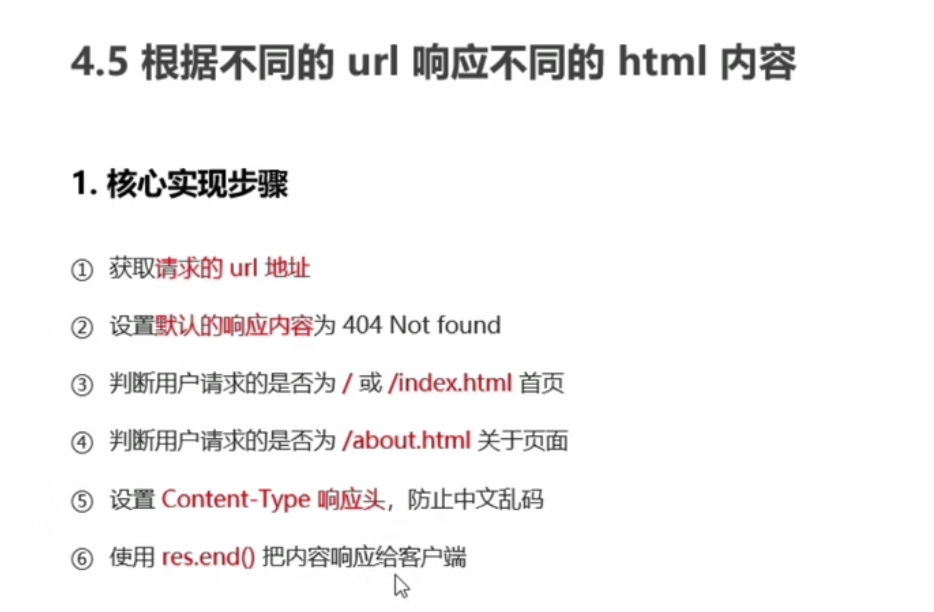 4.5 根据不同的 url 响应不同的 html 内容
1. 核心实现步骤
① 获取请求的 url 地址
② 设置默认的响应内容为 404 Not found
③ 判断用户请求的是否为 / 或 /index.html 首页
④ 判断用户请求的是否为 /about.html 关于页面
⑤ 设置 Content-Type 响应头，防止中文乱码
⑥ 使用 res.end() 把内容响应给客户端